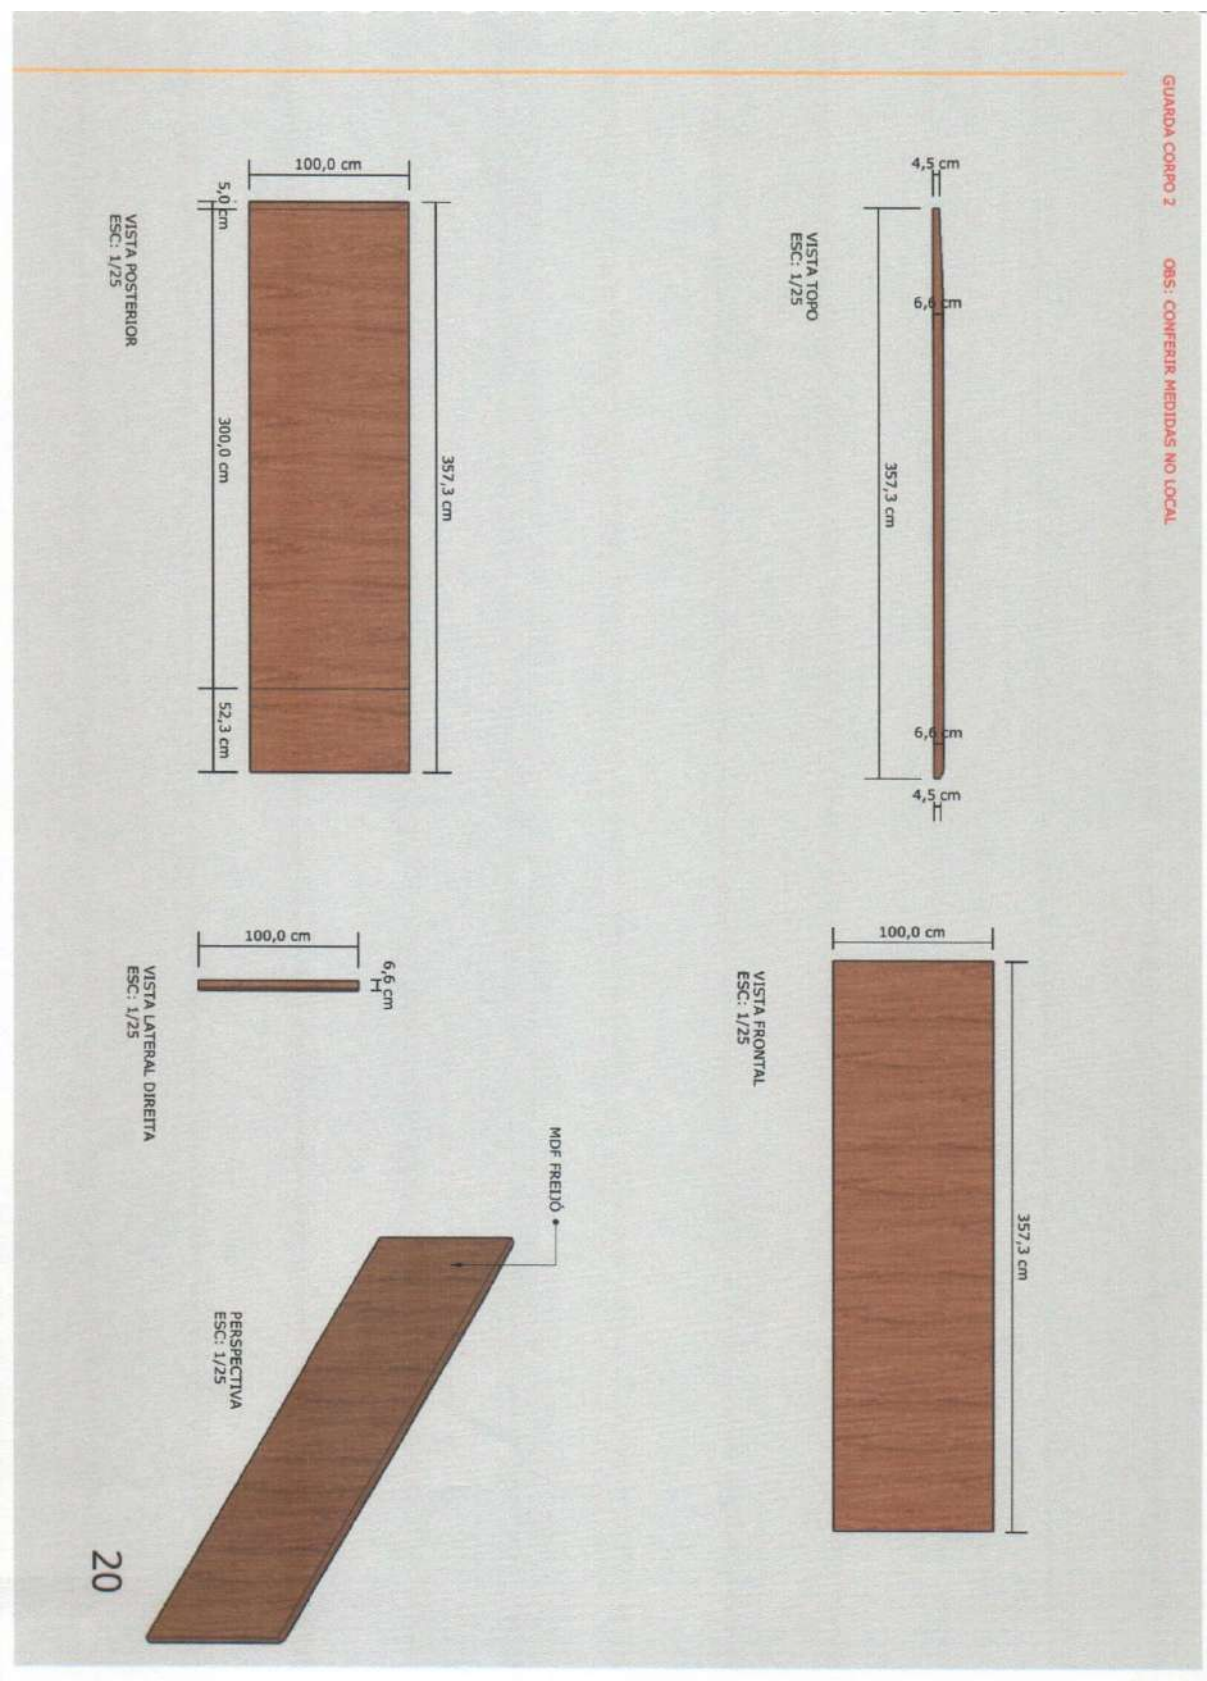 GUARDA CORPO 2 OBS: CONFERIR MEDIDAS NO LOCAL
4,5 cm
6,6 cm
357,3 cm
6,6 cm
4,5 cm
VISTA TOPO
ESC: 1/25
100,0 cm
357,3 cm
VISTA FRONTAL
ESC: 1/25
100,0 cm
357,3 cm
5,0 cm
300,0 cm
52,3 cm
VISTA POSTERIOR
ESC: 1/25
100,0 cm
6,6 cm
VISTA LATERAL DIREITA
ESC: 1/25
MDF FREIJÓ
PERSPECTIVA
ESC: 1/25
20